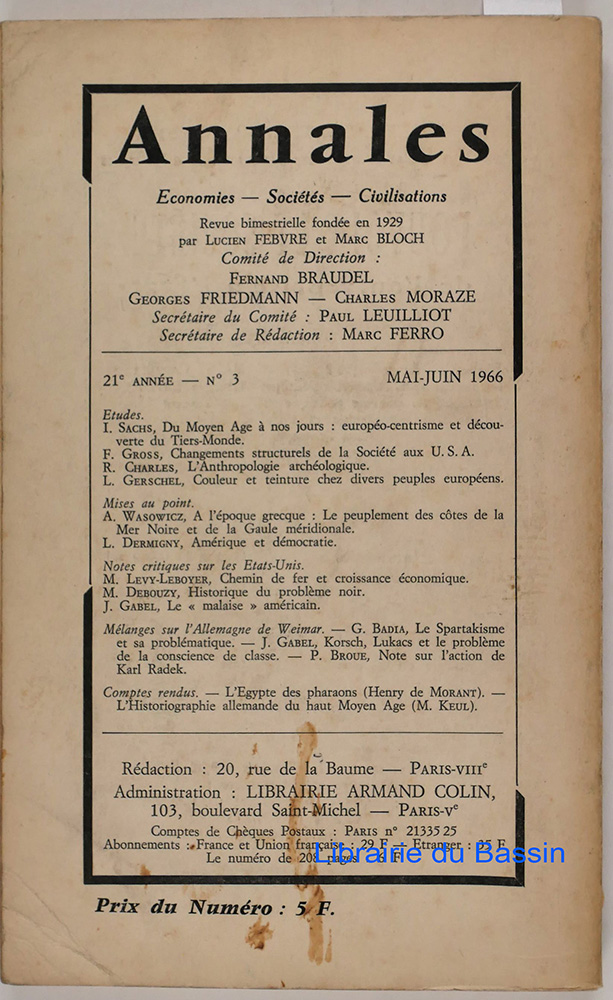 Annales
Economies — Sociétés — Civilisations
Revue bimestrielle fondée en 1929
par Lucien FEBVRE et Marc BLOCH
Comité de Direction :
Fernand BRAUDEL
Georges FRIEDMANN — Charles MORAZE
Secrétaire du Comité : Paul LEUILLIOT
Secrétaire de Rédaction : Marc FERRO
21e ANNÉE — N° 3 MAI-JUIN 1966
Etudes.
I. Sachs, Du Moyen Age à nos jours : européo-centrisme et décou-
verte du Tiers-Monde.
F. Gross, Changements structurels de la Société aux U.S.A.
R. Charles, L'Anthropologie archéologique.
L. Gerschel, Couleur et teinture chez divers peuples européens.
Mises au point.
A. Wasowicz, A l'époque grecque : Le peuplement des côtes de la
Mer Noire et de la Gaule méridionale.
L. Dermigny, Amérique et démocratie.
Notes critiques sur les Etats-Unis.
M. Levy-Leboyer, Chemin de fer et croissance économique.
M. Debouzy, Historique du problème noir.
J. Gabel, Le « malaise » américain.
Mélanges sur l'Allemagne de Weimar. — G. Badia, Le Spartakisme
et sa problématique. — J. Gabel, Korsch, Lukacs et le problème
de la conscience de classe. — P. Broue, Note sur l'action de
Karl Radek.
Comptes rendus. — L'Egypte des pharaons (Henry de Morant). —
L'Historiographie allemande du haut Moyen Age (M. Keul).
Rédaction : 20, rue de la Baume — Paris-VIIIe
Administration : LIBRAIRIE ARMAND COLIN,
103, boulevard Saint-Michel — Paris-Ve
Comptes de Chèques Postaux : Paris n° 21335 25
Abonnements : France et Union française : 29 F — Etranger : 35 F
Le numéro de 208 pages 6 F
Librairie du Bassin
Prix du Numéro : 5 F.